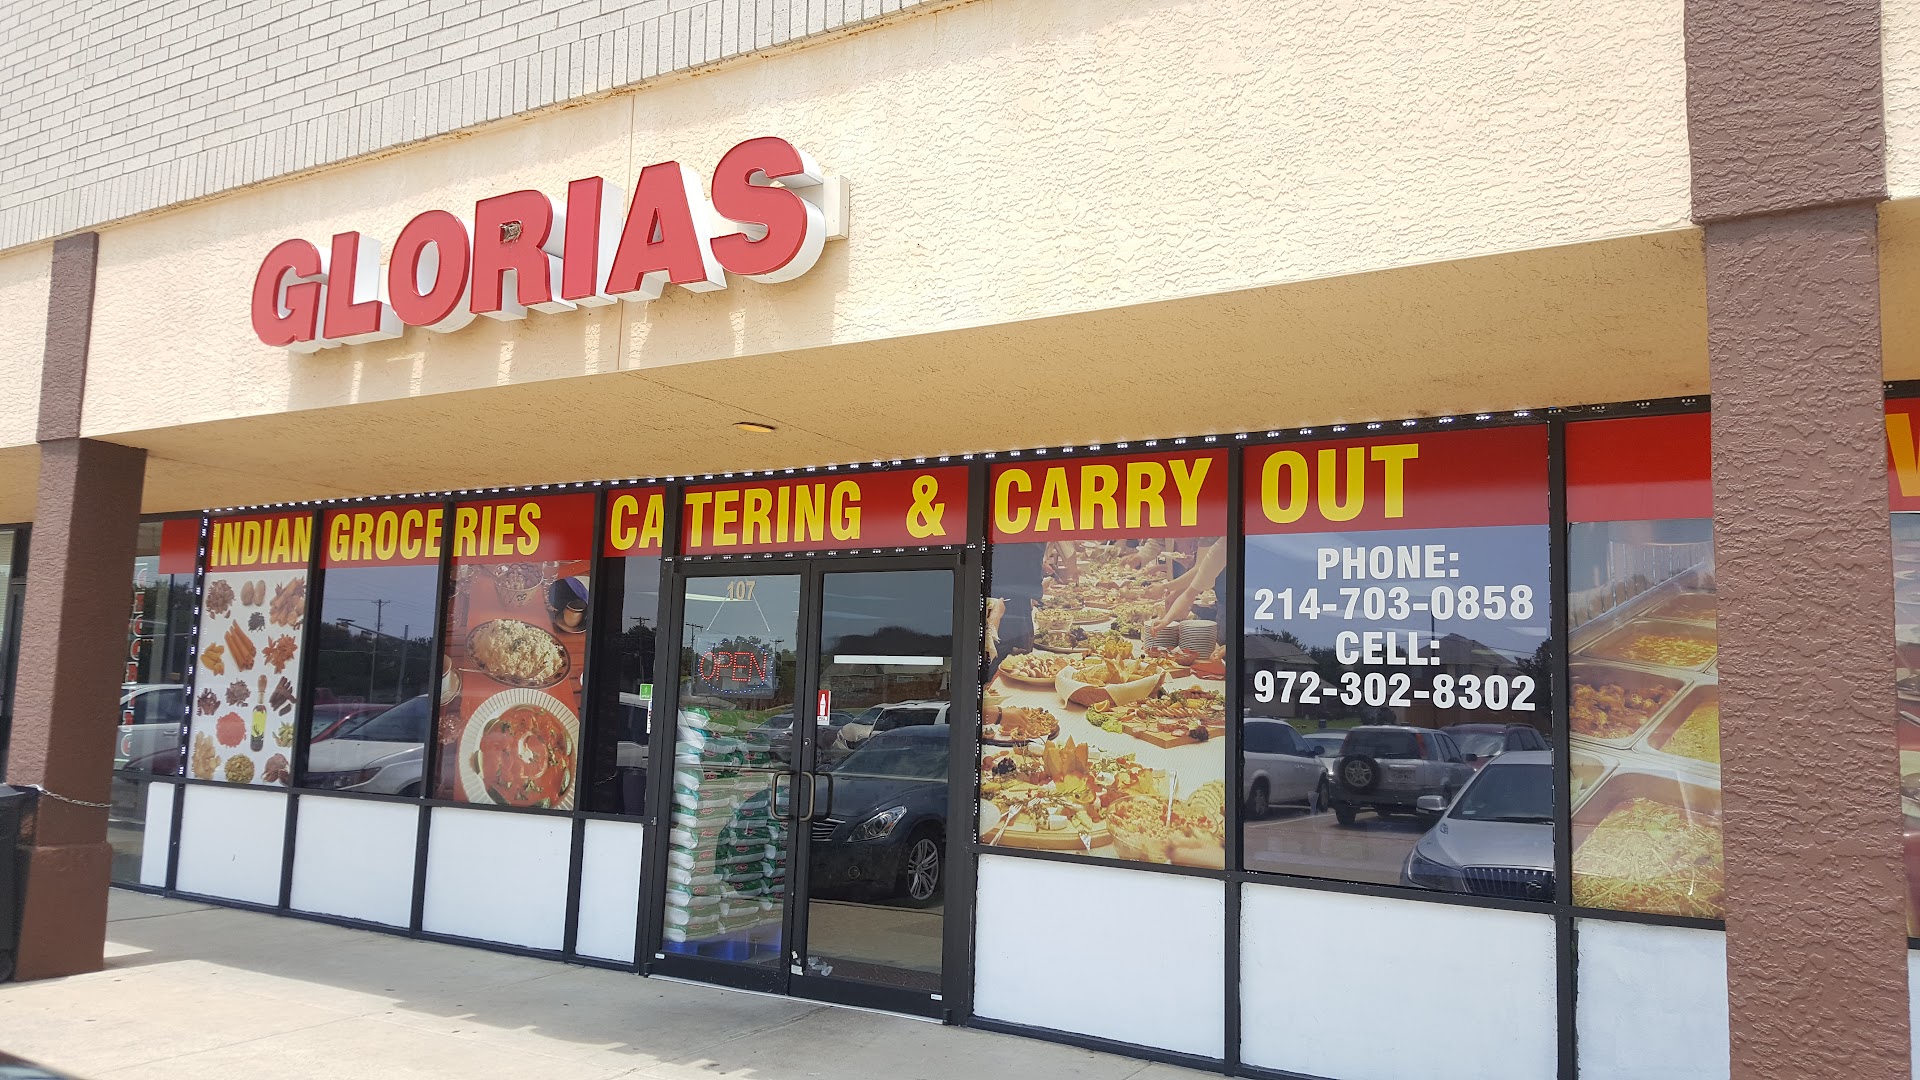 GLORIAS
INDIAN GROCERIES CATERING & CARRY OUT
PHONE:
214-703-0858
CELL:
972-302-8302
107
OPEN